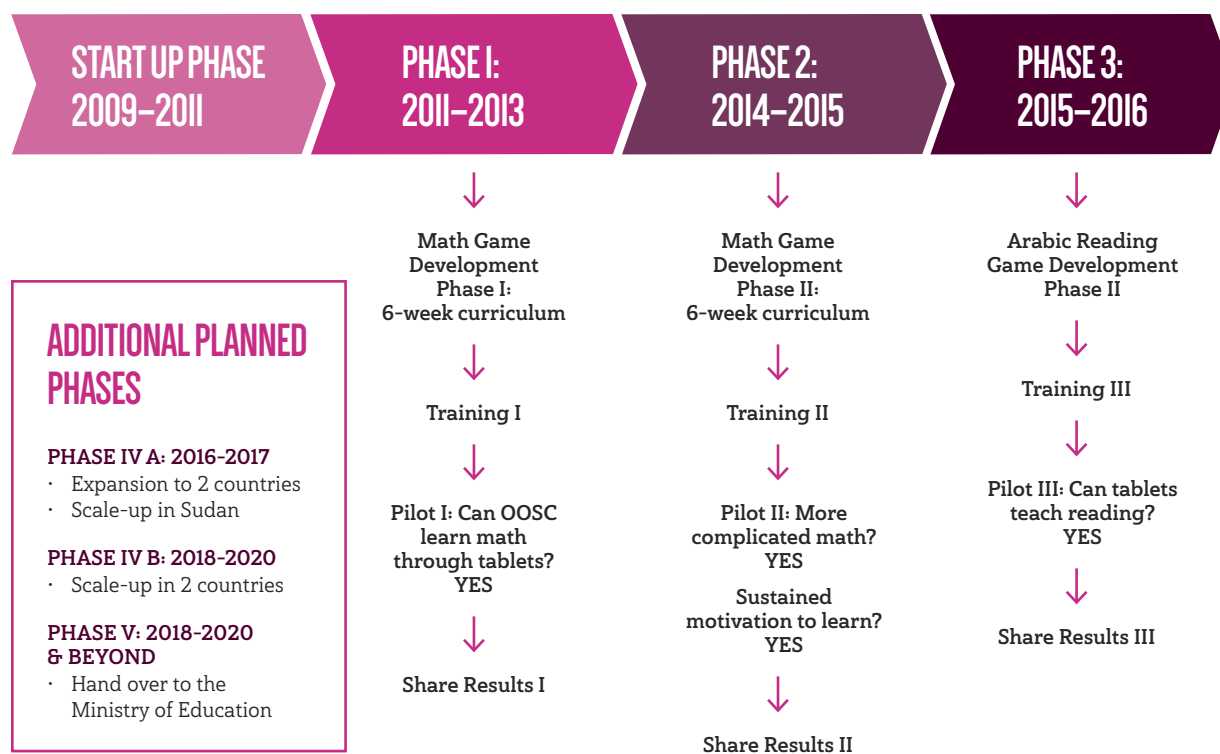 START UP PHASE
2009–2011
PHASE I:
2011–2013
PHASE 2:
2014–2015
PHASE 3:
2015–2016
Math Game
Development
Phase I:
6-week curriculum
Training I
Pilot I: Can OOSC
learn math
through tablets?
YES
Share Results I
Math Game
Development
Phase II:
6-week curriculum
Training II
Pilot II: More
complicated math?
YES
Sustained
motivation to learn?
YES
Share Results II
Arabic Reading
Game Development
Phase II
Training III
Pilot III: Can tablets
teach reading?
YES
Share Results III
ADDITIONAL PLANNED
PHASES
PHASE IV A: 2016-2017
· Expansion to 2 countries
· Scale-up in Sudan
PHASE IV B: 2018-2020
· Scale-up in 2 countries
PHASE V: 2018-2020
& BEYOND
· Hand over to the
Ministry of Education